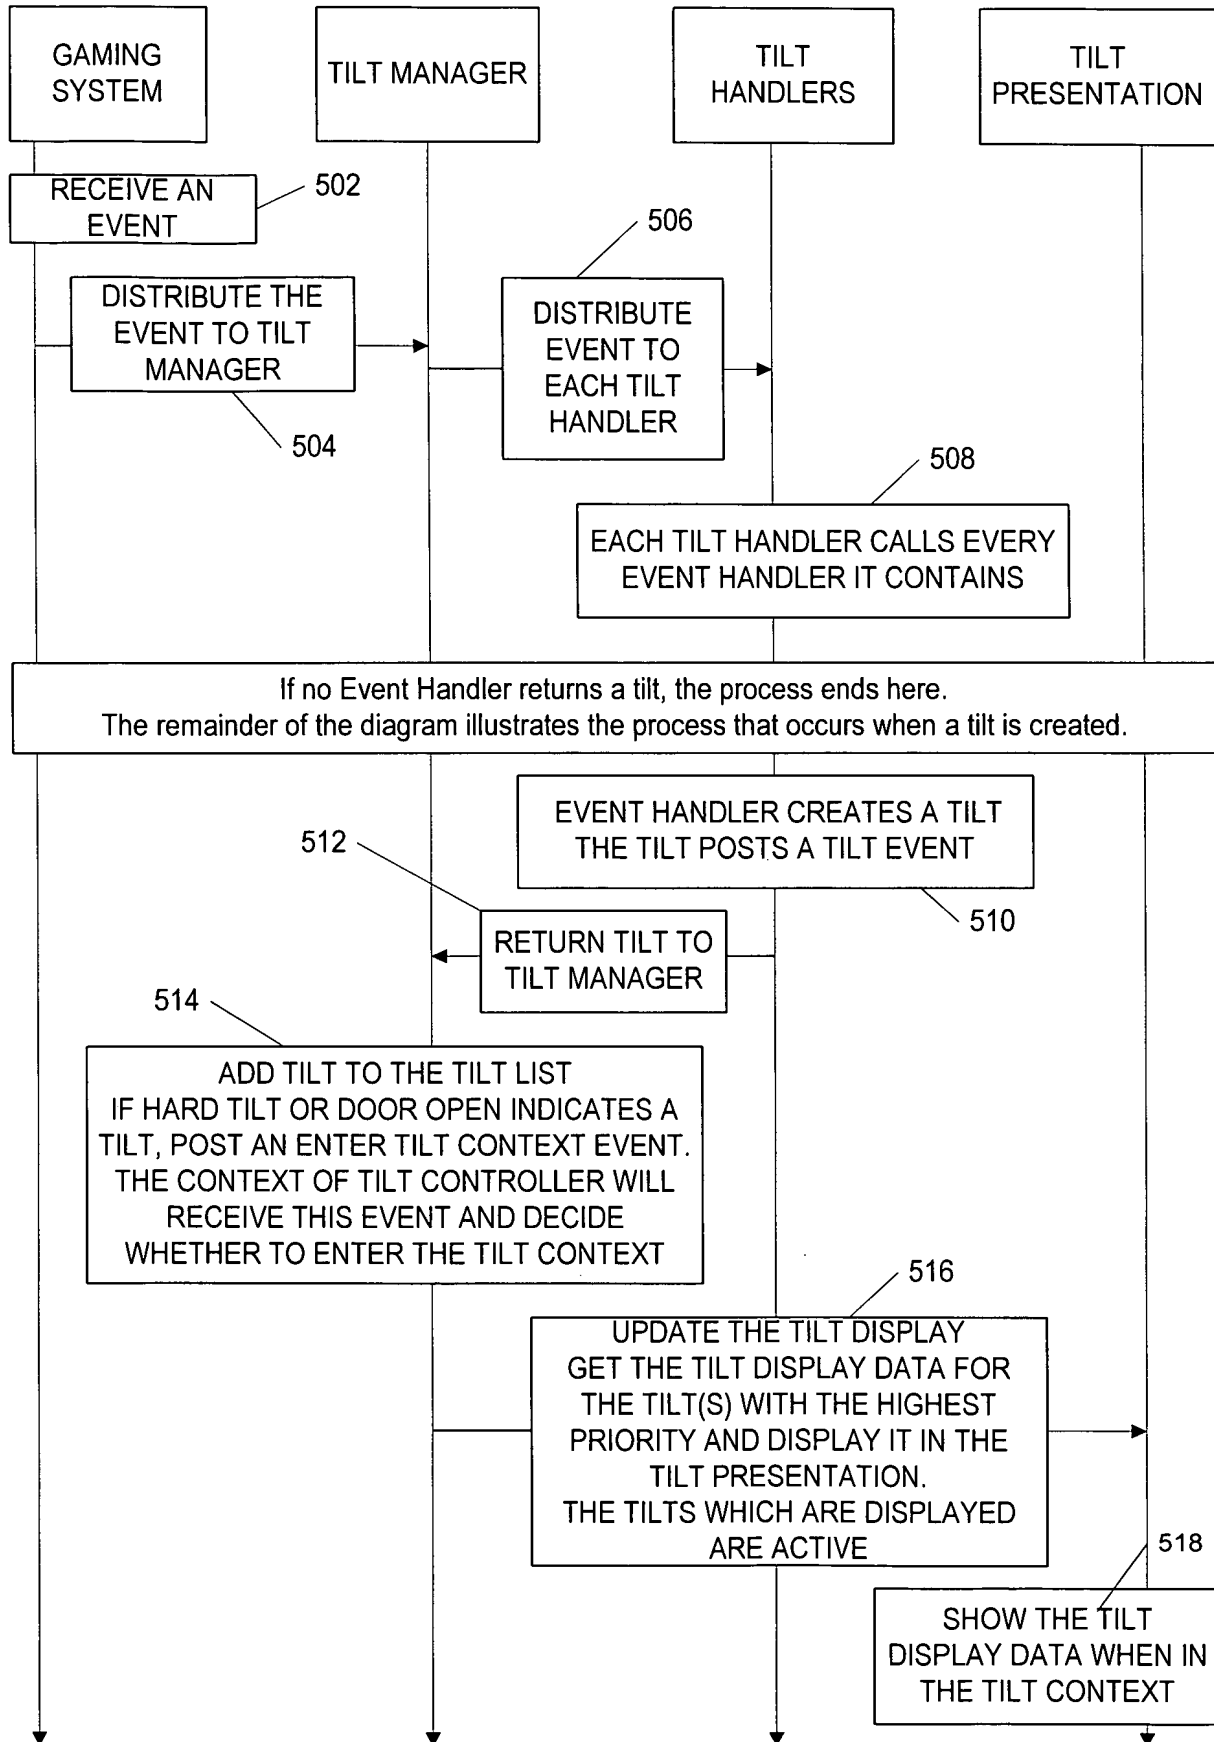 GAMING
SYSTEM
TILT MANAGER
TILT
HANDLERS
TILT
PRESENTATION
RECEIVE AN
EVENT
502
506
DISTRIBUTE THE
EVENT TO TILT
MANAGER
504
DISTRIBUTE
EVENT TO
EACH TILT
HANDLER
508
EACH TILT HANDLER CALLS EVERY
EVENT HANDLER IT CONTAINS
If no Event Handler returns a tilt, the process ends here.
The remainder of the diagram illustrates the process that occurs when a tilt is created.
EVENT HANDLER CREATES A TILT
THE TILT POSTS A TILT EVENT
510
512
RETURN TILT TO
TILT MANAGER
514
ADD TILT TO THE TILT LIST
IF HARD TILT OR DOOR OPEN INDICATES A
TILT, POST AN ENTER TILT CONTEXT EVENT.
THE CONTEXT OF TILT CONTROLLER WILL
RECEIVE THIS EVENT AND DECIDE
WHETHER TO ENTER THE TILT CONTEXT
516
UPDATE THE TILT DISPLAY
GET THE TILT DISPLAY DATA FOR
THE TILT(S) WITH THE HIGHEST
PRIORITY AND DISPLAY IT IN THE
TILT PRESENTATION.
THE TILTS WHICH ARE DISPLAYED
ARE ACTIVE
518
SHOW THE TILT
DISPLAY DATA WHEN IN
THE TILT CONTEXT